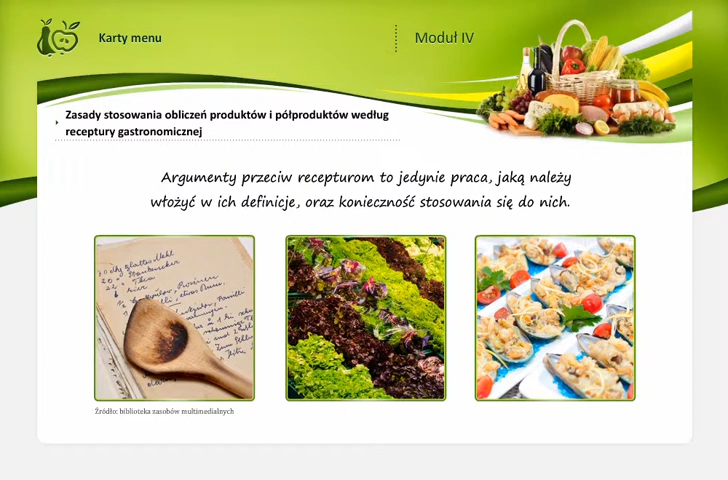 Karty menu
Moduł IV
Zasady stosowania obliczeń produktów i półproduktów według
receptury gastronomicznej
Argumenty przeciw recepturom to jedynie praca, jaką należy
włożyć w ich definicje, oraz konieczność stosowania się do nich.
Źródło: biblioteka zasobów multimedialnych